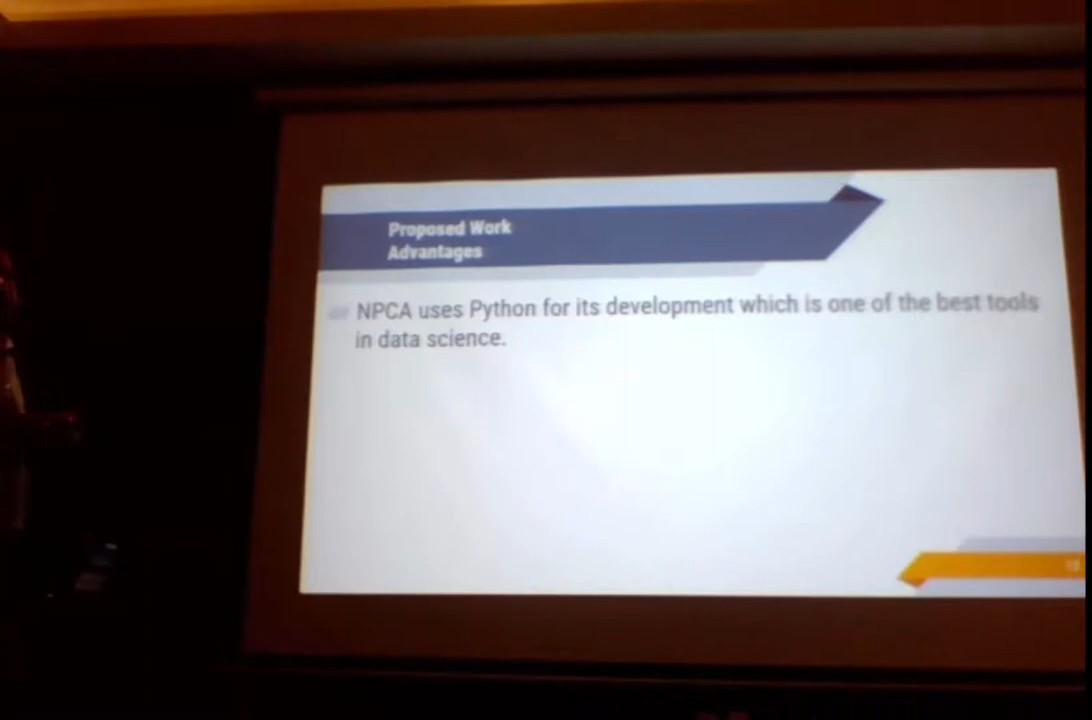 Proposed Work
Advantages
NPCA uses Python for its development which is one of the best tools
in data science.